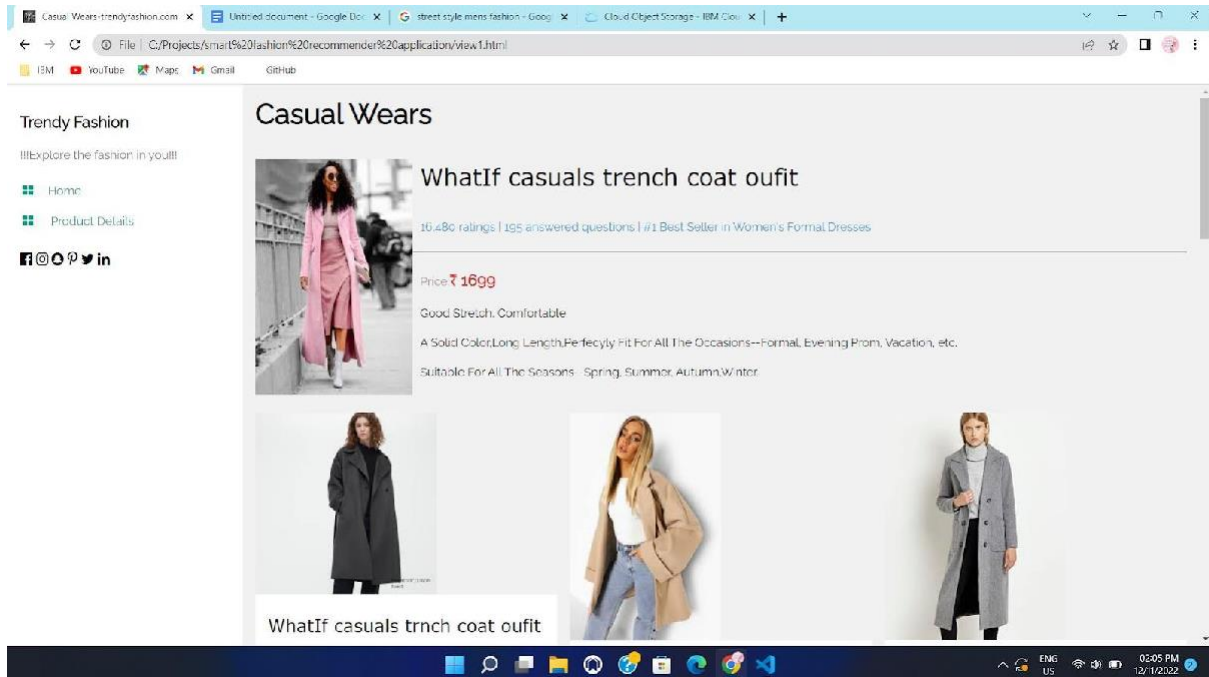 Casual Wears-trendyfashion.com
Untitled document - Google Doc
street style mens fashion - Goog
Cloud Object Storage - IBM Clou
File | C:/Projects/smart%20fashion%20recommender%20application/view1.html
IBM YouTube Maps Gmail GitHub
Trendy Fashion
!!!Explore the fashion in you!!!
Home
Product Details
Casual Wears
WhatIf casuals trench coat oufit
16,480 ratings | 195 answered questions | #1 Best Seller in Women's Formal Dresses
Price ₹ 1699
Good Stretch, Comfortable
A Solid Color,Long Length,Perfecyly Fit For All The Occasions--Formal, Evening Prom, Vacation, etc.
Suitable For All The Seasons- Spring, Summer, Autumn,Winter.
WhatIf casuals trnch coat oufit
ENG
US
02:05 PM
12/11/2022